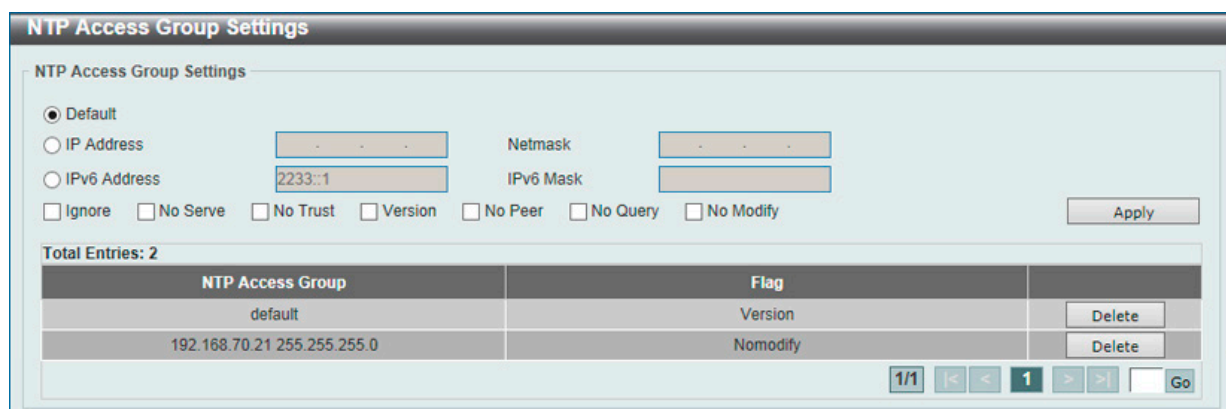 NTP Access Group Settings
NTP Access Group Settings
Default
IP Address . . . Netmask . . .
IPv6 Address 2233::1 IPv6 Mask
Ignore No Serve No Trust Version No Peer No Query No Modify Apply
Total Entries: 2
NTP Access Group Flag
default Version Delete
192.168.70.21 255.255.255.0 Nomodify Delete
1/1 |< < 1 > >| Go